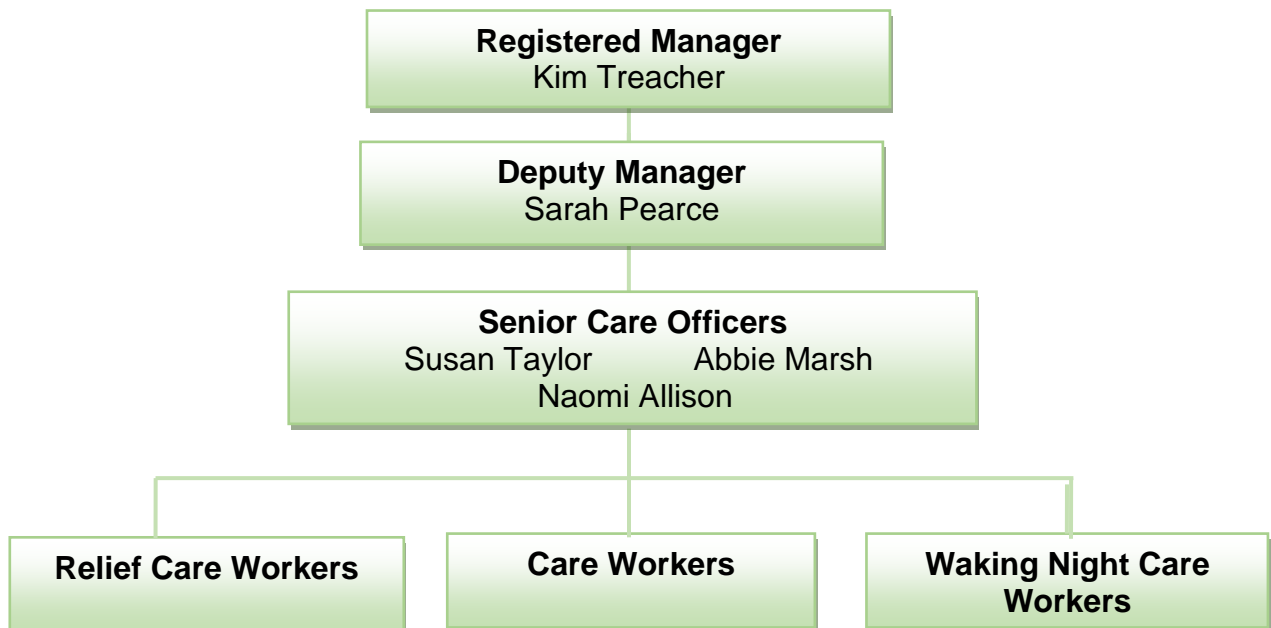 Registered Manager
Kim Treacher
Deputy Manager
Sarah Pearce
Senior Care Officers
Susan Taylor Abbie Marsh
Naomi Allison
Relief Care Workers
Care Workers
Waking Night Care
Workers